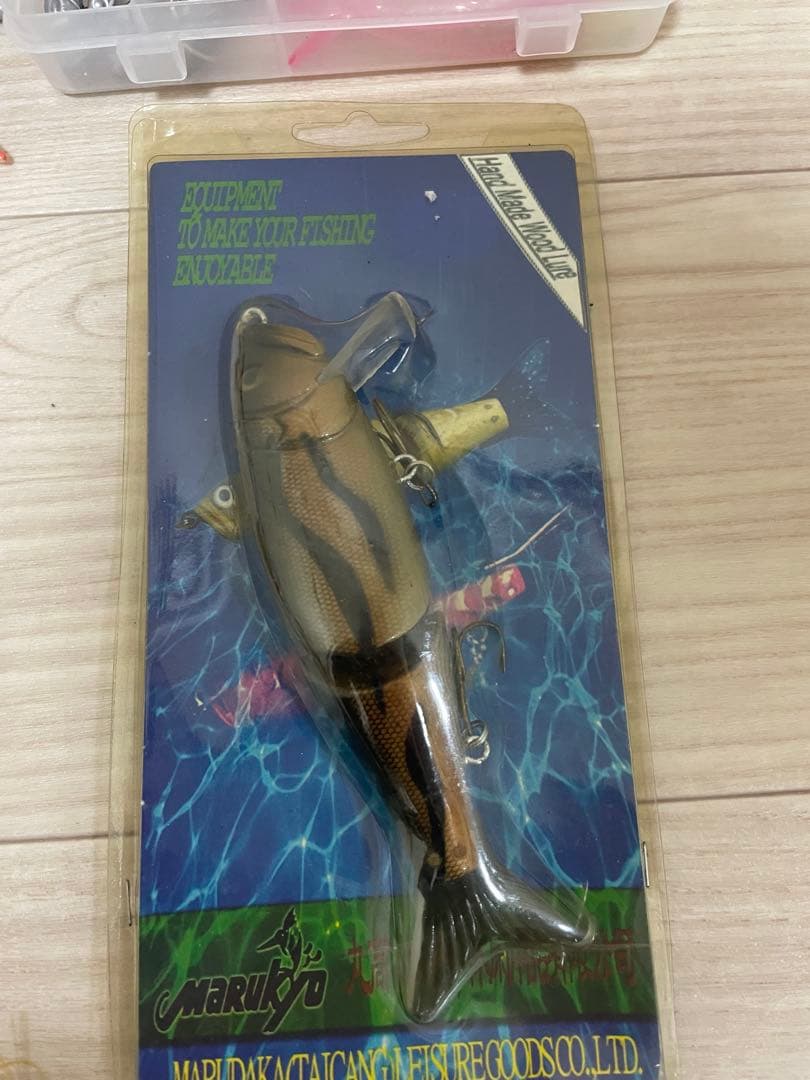 EQUIPMENT
TO MAKE YOUR FISHING
ENJOYABLE
Hand Made Wood Lure
MARUKYO
MARUDAKA(TAICANG)LEISURE GOODS CO.,LTD.